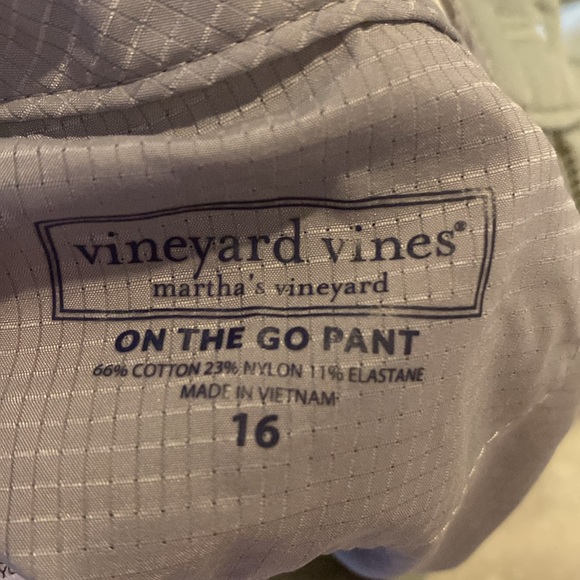 vineyard vines®
martha's vineyard
ON THE GO PANT
66% COTTON 23% NYLON 11% ELASTANE
MADE IN VIETNAM
16